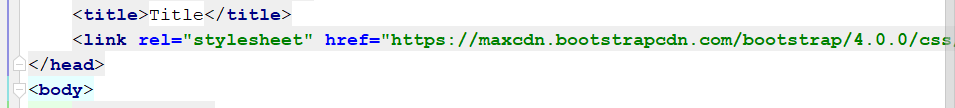 <title>Title</title>
<link rel="stylesheet" href="https://maxcdn.bootstrapcdn.com/bootstrap/4.0.0/css/
</head>
<body>